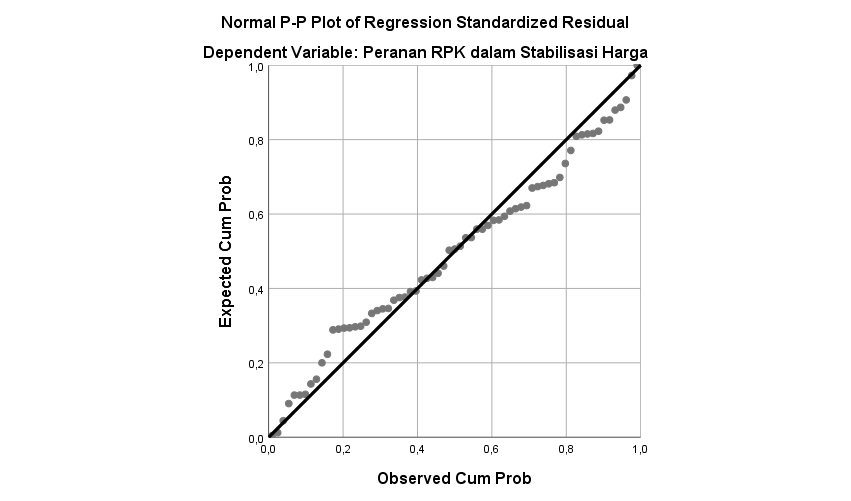 Normal P-P Plot of Regression Standardized Residual
Dependent Variable: Peranan RPK dalam Stabilisasi Harga
1,0
0,8
0,6
0,4
0,2
0,0
Expected Cum Prob
0,0 0,2 0,4 0,6 0,8 1,0
Observed Cum Prob